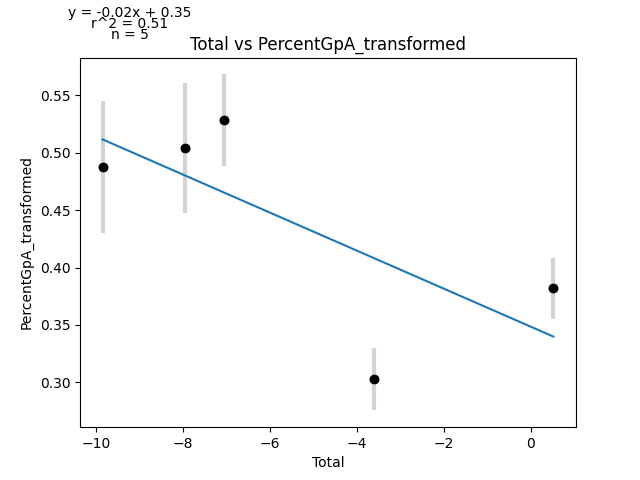 y = -0.02x + 0.35
r^2 = 0.51
n = 5
Total vs PercentGpA_transformed
PercentGpA_transformed
0.55
0.50
0.45
0.40
0.35
0.30
−10
−8
−6
−4
−2
0
Total